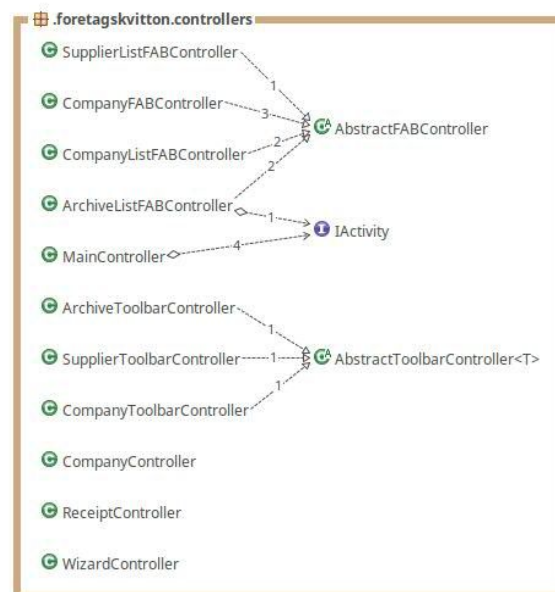 .foretagskvitton.controllers
C SupplierListFABController
1
C CompanyFABController
3
C A AbstractFABController
C CompanyListFABController
2
2
C ArchiveListFABController
1
I IActivity
C MainController
4
C ArchiveToolbarController
1
C SupplierToolbarController
1
C A AbstractToolbarController<T>
1
C CompanyToolbarController
C CompanyController
C ReceiptController
C WizardController